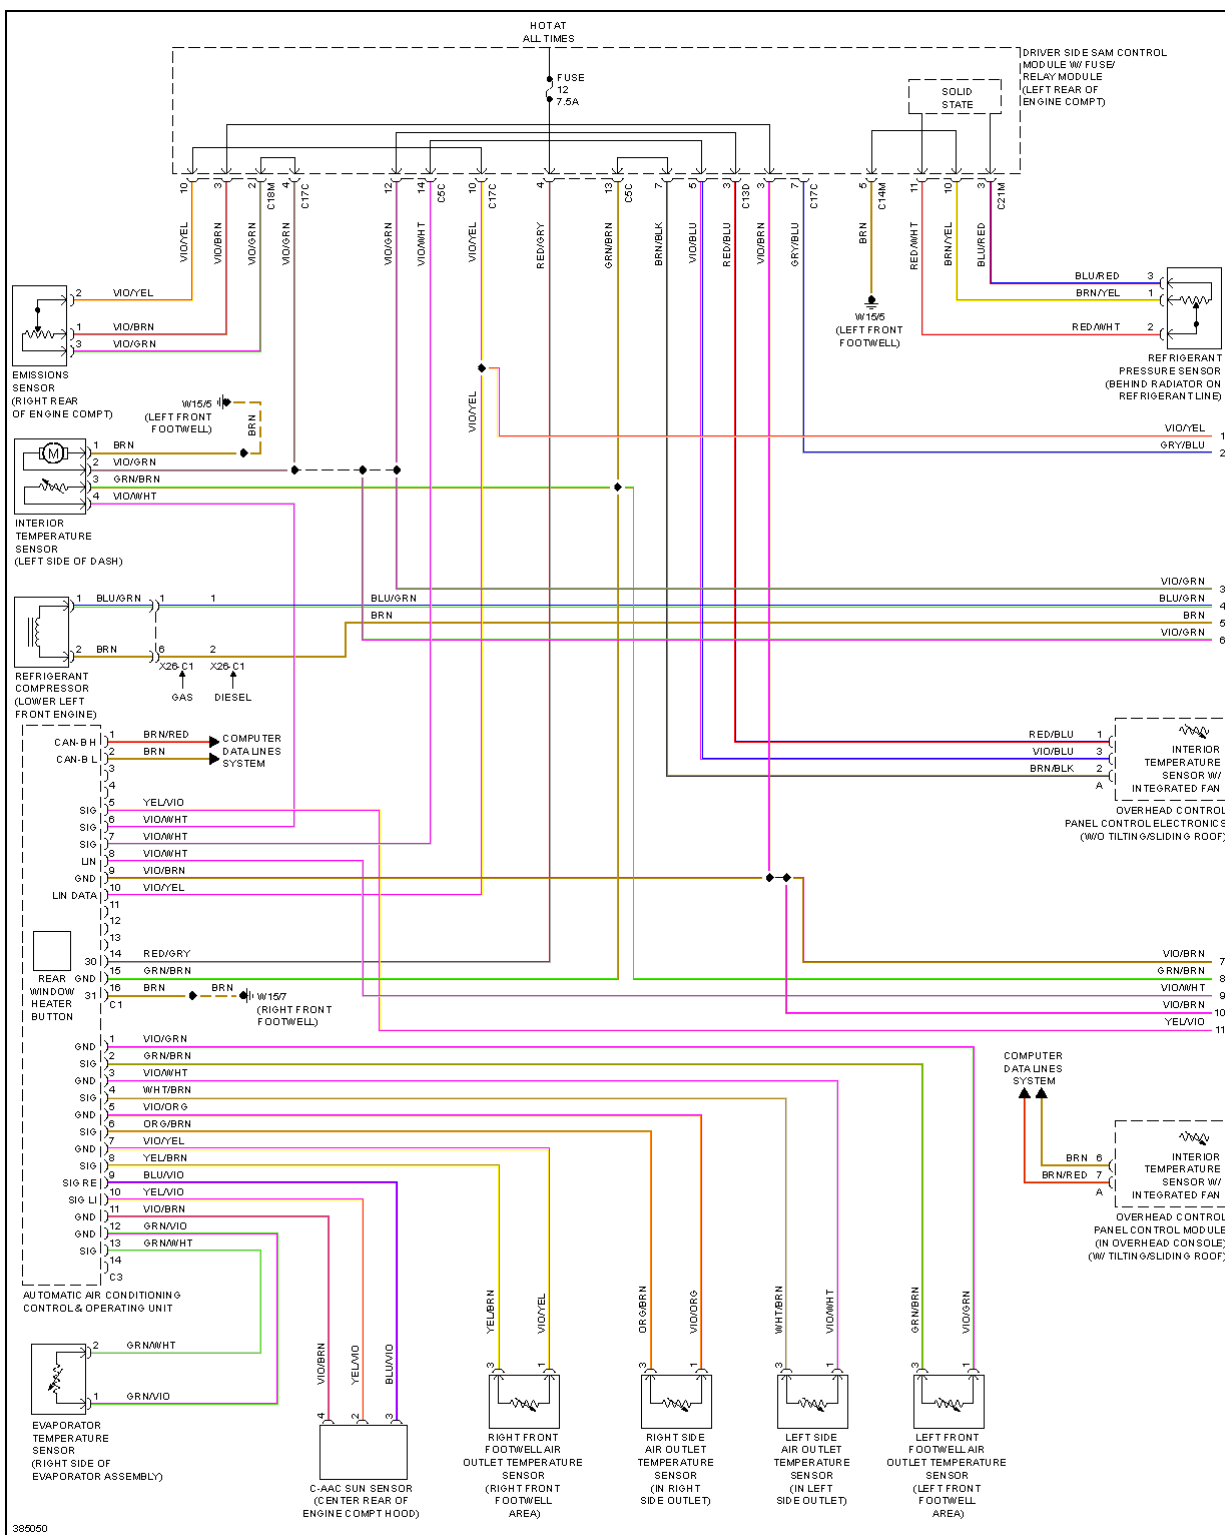 HOT AT
ALL TIMES
FUSE
12
7.5A
SOLID
STATE
DRIVER SIDE SAM CONTROL
MODULE W/ FUSE/
RELAY MODULE
(LEFT REAR OF
ENGINE COMPT)
10
3
2
C18M
4
C17C
12
14
C5C
10
C17C
4
13
C5C
7
5
3
C13D
3
7
C17C
5
C14M
11
10
3
C21M
VIO/YEL
VIO/BRN
VIO/GRN
VIO/GRN
VIO/GRN
VIO/WHT
VIO/YEL
RED/GRY
GRN/BRN
BRN/BLK
VIO/BLU
RED/BLU
VIO/BRN
GRY/BLU
BRN
RED/WHT
BRN/YEL
BLU/RED
2 VIO/YEL
1 VIO/BRN
3 VIO/GRN
EMISSIONS
SENSOR
(RIGHT REAR
OF ENGINE COMPT)
W15/5
(LEFT FRONT
FOOTWELL)
BLU/RED 3
BRN/YEL 1
RED/WHT 2
REFRIGERANT
PRESSURE SENSOR
(BEHIND RADIATOR ON
REFRIGERANT LINE)
W15/5
(LEFT FRONT
FOOTWELL)
BRN
VIO/YEL
VIO/YEL 1
GRY/BLU 2
M
1 BRN
2 VIO/GRN
3 GRN/BRN
4 VIO/WHT
INTERIOR
TEMPERATURE
SENSOR
(LEFT SIDE OF DASH)
VIO/GRN 3
1 BLU/GRN 1 1 BLU/GRN BLU/GRN 4
BRN BRN 5
VIO/GRN 6
2 BRN 6 2
X26-C1 X26-C1
GAS DIESEL
REFRIGERANT
COMPRESSOR
(LOWER LEFT
FRONT ENGINE)
CAN-B H 1 BRN/RED
CAN-B L 2 BRN
COMPUTER
DATA LINES
SYSTEM
3
4
SIG 5 YEL/VIO
SIG 6 VIO/WHT
SIG 7 VIO/WHT
LIN 8 VIO/WHT
GND 9 VIO/BRN
LIN DATA 10 VIO/YEL
11
12
13
30 14 RED/GRY
GND 15 GRN/BRN
31 16 BRN BRN
C1
W15/7
(RIGHT FRONT
FOOTWELL)
REAR
WINDOW
HEATER
BUTTON
RED/BLU 1
VIO/BLU 3
BRN/BLK 2
A
INTERIOR
TEMPERATURE
SENSOR W/
INTEGRATED FAN
OVERHEAD CONTROL
PANEL CONTROL ELECTRONICS
(W/O TILTING/SLIDING ROOF)
VIO/BRN 7
GRN/BRN 8
VIO/WHT 9
VIO/BRN 10
YEL/VIO 11
GND 1 VIO/GRN
SIG 2 GRN/BRN
GND 3 VIO/WHT
SIG 4 WHT/BRN
GND 5 VIO/ORG
SIG 6 ORG/BRN
GND 7 VIO/YEL
SIG 8 YEL/BRN
SIG RE 9 BLU/VIO
SIG LI 10 YEL/VIO
GND 11 VIO/BRN
GND 12 GRN/VIO
SIG 13 GRN/WHT
14
C3
AUTOMATIC AIR CONDITIONING
CONTROL & OPERATING UNIT
COMPUTER
DATA LINES
SYSTEM
BRN 6
BRN/RED 7
A
INTERIOR
TEMPERATURE
SENSOR W/
INTEGRATED FAN
OVERHEAD CONTROL
PANEL CONTROL MODULE
(IN OVERHEAD CONSOLE)
(W/ TILTING/SLIDING ROOF)
2 GRN/WHT
1 GRN/VIO
EVAPORATOR
TEMPERATURE
SENSOR
(RIGHT SIDE OF
EVAPORATOR ASSEMBLY)
VIO/BRN
YEL/VIO
BLU/VIO
4 2 3
C-AAC SUN SENSOR
(CENTER REAR OF
ENGINE COMPT HOOD)
YEL/BRN
VIO/YEL
3 1
RIGHT FRONT
FOOTWELL AIR
OUTLET TEMPERATURE
SENSOR
(RIGHT FRONT
FOOTWELL
AREA)
ORG/BRN
VIO/ORG
3 1
RIGHT SIDE
AIR OUTLET
TEMPERATURE
SENSOR
(IN RIGHT
SIDE OUTLET)
WHT/BRN
VIO/WHT
3 1
LEFT SIDE
AIR OUTLET
TEMPERATURE
SENSOR
(IN LEFT
SIDE OUTLET)
GRN/BRN
VIO/GRN
3 1
LEFT FRONT
FOOTWELL AIR
OUTLET TEMPERATURE
SENSOR
(LEFT FRONT
FOOTWELL
AREA)
385050